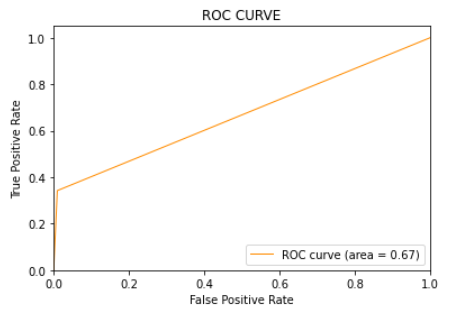 ROC CURVE
1.0
0.8
0.6
0.4
0.2
0.0
True Positive Rate
ROC curve (area = 0.67)
0.0 0.2 0.4 0.6 0.8 1.0
False Positive Rate